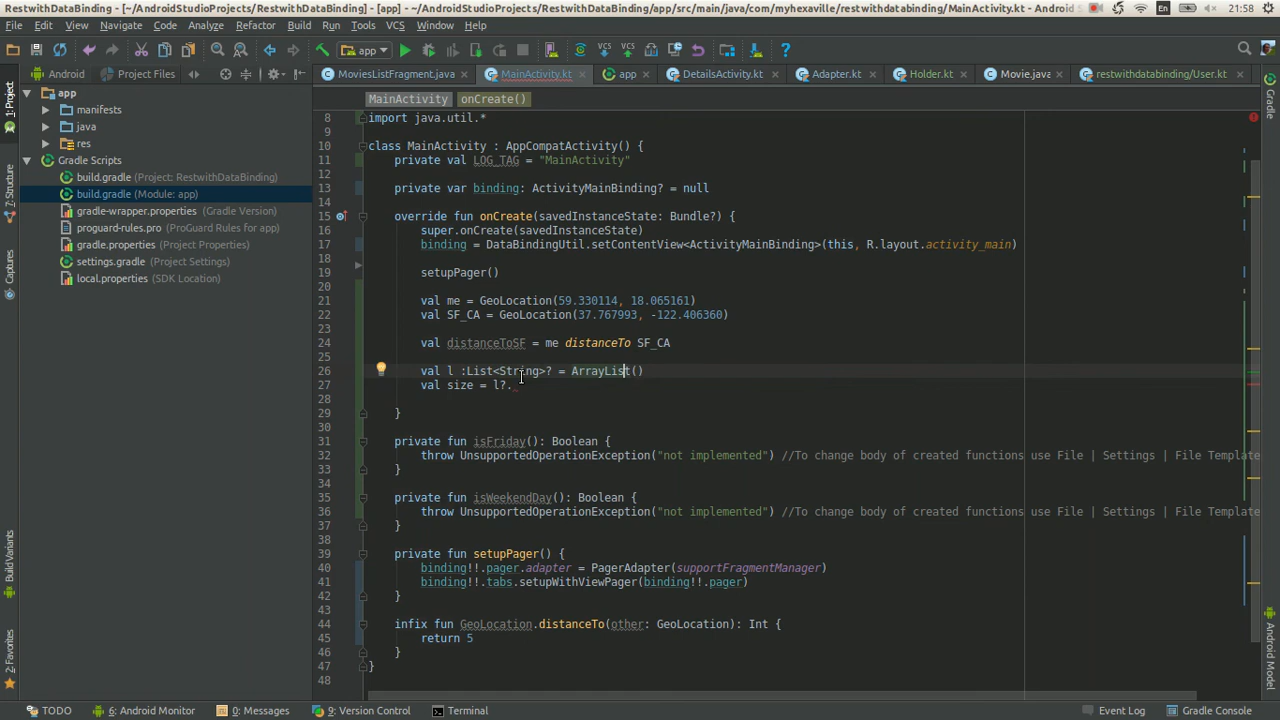 RestwithDataBinding - [~/AndroidStudioProjects/RestwithDataBinding] - [app] - ~/AndroidStudioProjects/RestwithDataBinding/app/src/main/java/com/myhexaville/restwithdatabinding/MainActivity.kt - Android S
En 21:58
File Edit View Navigate Code Analyze Refactor Build Run Tools VCS Window Help
app
Android Project Files
MoviesListFragment.java MainActivity.kt app DetailsActivity.kt Adapter.kt Holder.kt Movie.java restwithdatabinding/User.kt
MainActivity onCreate()
1: Project
7: Structure
Captures
Build Variants
2: Favorites
app
manifests
java
res
Gradle Scripts
build.gradle (Project: RestwithDataBinding)
build.gradle (Module: app)
gradle-wrapper.properties (Gradle Version)
proguard-rules.pro (ProGuard Rules for app)
gradle.properties (Project Properties)
settings.gradle (Project Settings)
local.properties (SDK Location)
8 import java.util.*
9
10 class MainActivity : AppCompatActivity() {
11 private val LOG_TAG = "MainActivity"
12
13 private var binding: ActivityMainBinding? = null
14
15 override fun onCreate(savedInstanceState: Bundle?) {
16 super.onCreate(savedInstanceState)
17 binding = DataBindingUtil.setContentView<ActivityMainBinding>(this, R.layout.activity_main)
18
19 setupPager()
20
21 val me = GeoLocation(59.330114, 18.065161)
22 val SF_CA = GeoLocation(37.767993, -122.406360)
23
24 val distanceToSF = me distanceTo SF_CA
25
26 val l :List<String>? = ArrayList()
27 val size = l?.
28
29 }
30
31 private fun isFriday(): Boolean {
32 throw UnsupportedOperationException("not implemented") //To change body of created functions use File | Settings | File Template
33 }
34
35 private fun isWeekendDay(): Boolean {
36 throw UnsupportedOperationException("not implemented") //To change body of created functions use File | Settings | File Template
37 }
38
39 private fun setupPager() {
40 binding!!.pager.adapter = PagerAdapter(supportFragmentManager)
41 binding!!.tabs.setupWithViewPager(binding!!.pager)
42 }
43
44 infix fun GeoLocation.distanceTo(other: GeoLocation): Int {
45 return 5
46 }
47 }
48
Gradle
Android Model
TODO 6: Android Monitor 0: Messages 9: Version Control Terminal Event Log Gradle Console